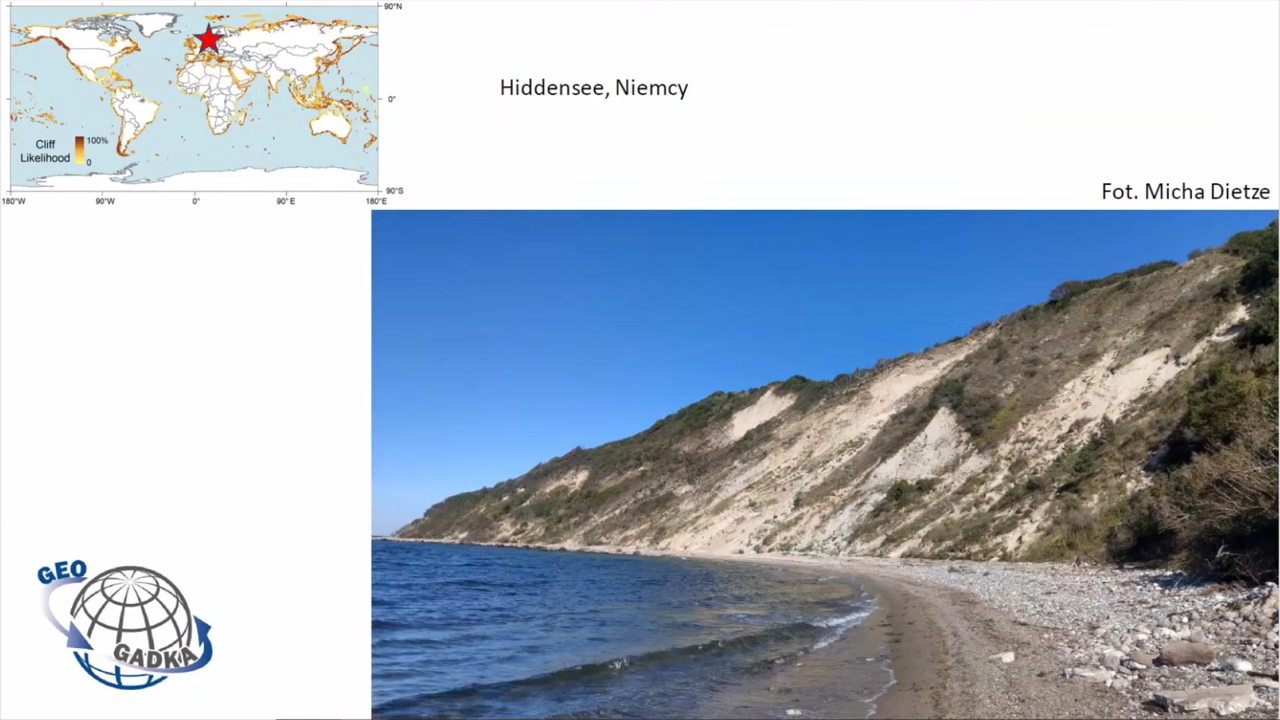 90°N
0°
Cliff
Likelihood
100%
0
90°S
180°W
90°W
0°
90° E
180°E
Hiddensee, Niemcy
Fot. Micha Dietze
GEO
GADKA